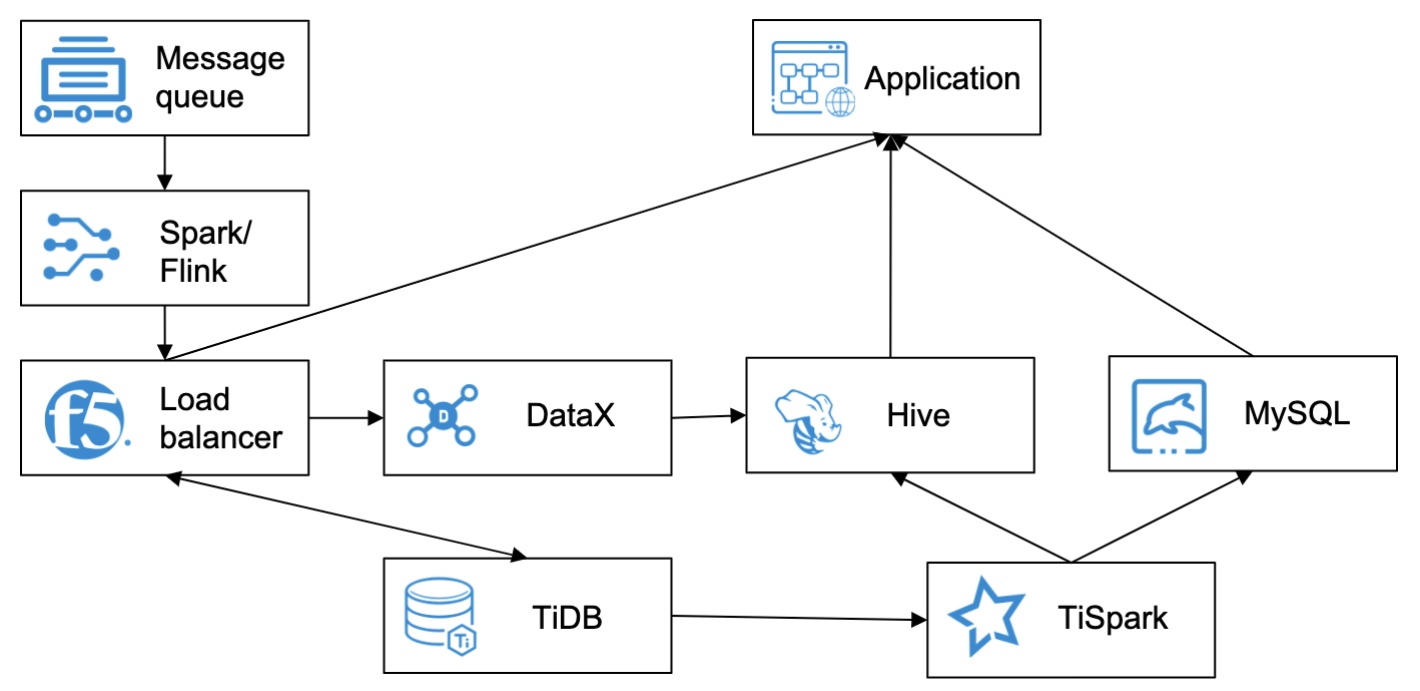 Message
queue
Application
Spark/
Flink
f5.
Load
balancer
D
DataX
Hive
MySQL
Ti
TiDB
TiSpark